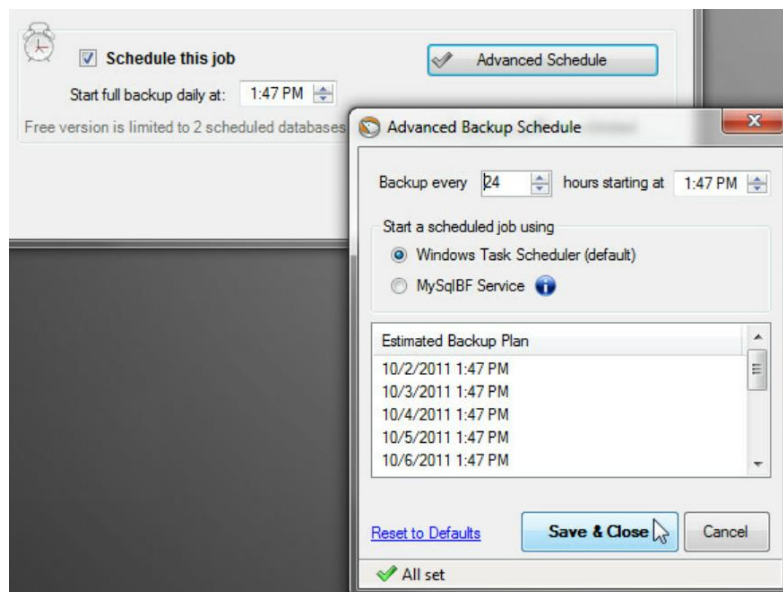 Schedule this job
Advanced Schedule
Start full backup daily at: 1:47 PM
Free version is limited to 2 scheduled databases
Advanced Backup Schedule
Backup every 24 hours starting at 1:47 PM
Start a scheduled job using
Windows Task Scheduler (default)
MySqlBF Service
Estimated Backup Plan
10/2/2011 1:47 PM
10/3/2011 1:47 PM
10/4/2011 1:47 PM
10/5/2011 1:47 PM
10/6/2011 1:47 PM
Reset to Defaults
Save & Close
Cancel
All set